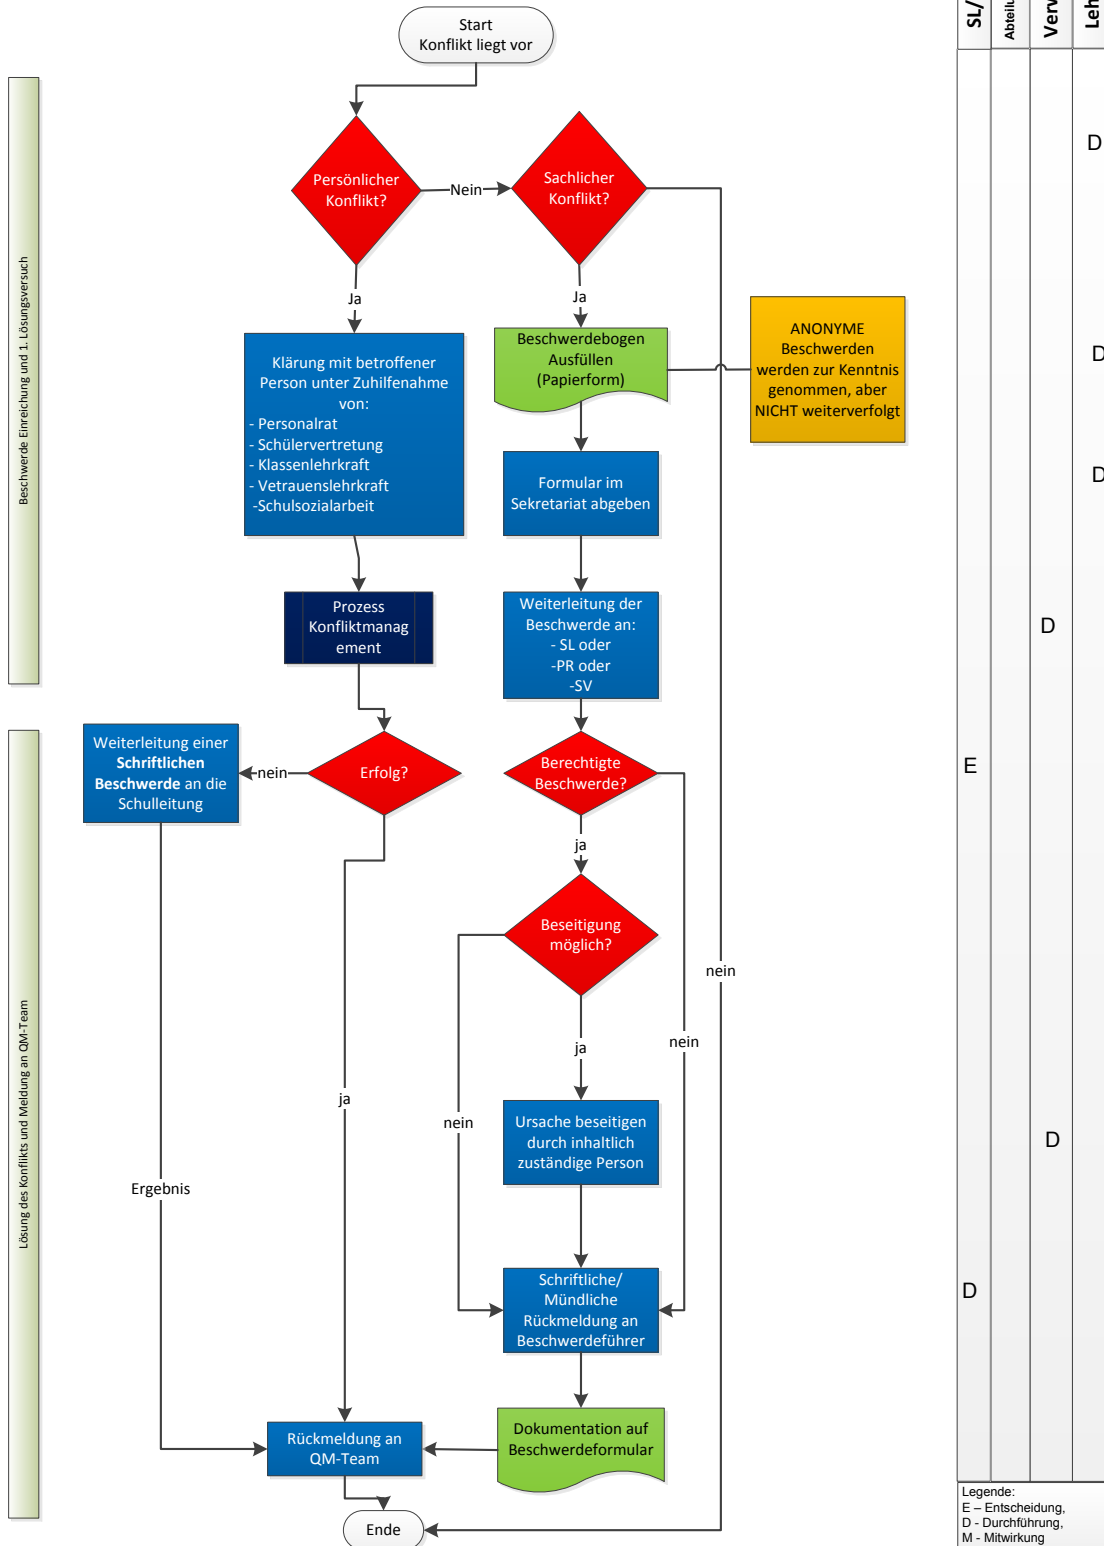 Start
Konflikt liegt vor
SL/
Abteilu
Verw
Leh
Beschwerde Einreichung und 1. Lösungsversuch
Persönlicher
Konflikt?
Nein
Sachlicher
Konflikt?
D
Ja
Ja
Klärung mit betroffener
Person unter Zuhilfenahme
von:
- Personalrat
- Schülervertretung
- Klassenlehrkraft
- Vetrauenslehrkraft
-Schulsozialarbeit
Beschwerdebogen
Ausfüllen
(Papierform)
ANONYME
Beschwerden
werden zur Kenntnis
genommen, aber
NICHT weiterverfolgt
D
Formular im
Sekretariat abgeben
D
Prozess
Konfliktmanag
ement
Weiterleitung der
Beschwerde an:
- SL oder
-PR oder
-SV
D
Lösung des Konflikts und Meldung an QM-Team
Weiterleitung einer
Schriftlichen
Beschwerde an die
Schulleitung
nein
Erfolg?
Berechtigte
Beschwerde?
E
ja
Beseitigung
möglich?
nein
nein
ja
ja
nein
Ursache beseitigen
durch inhaltlich
zuständige Person
D
Ergebnis
Schriftliche/
Mündliche
Rückmeldung an
Beschwerdeführer
D
Rückmeldung an
QM-Team
Dokumentation auf
Beschwerdeformular
Ende
Legende:
E – Entscheidung,
D - Durchführung,
M - Mitwirkung